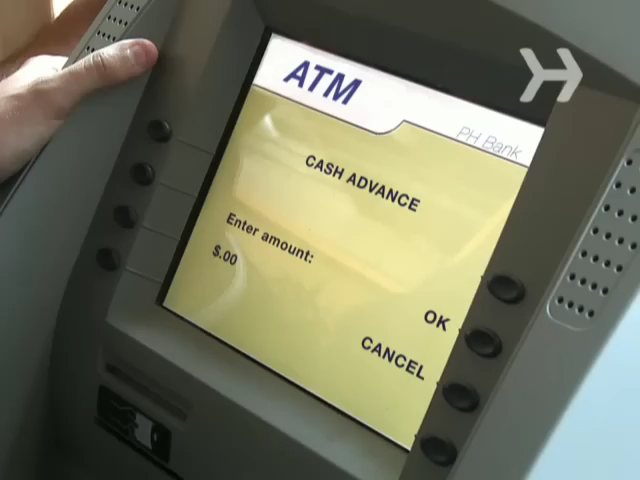 ATM
PH Bank
CASH ADVANCE
Enter amount:
$.00
OK
CANCEL